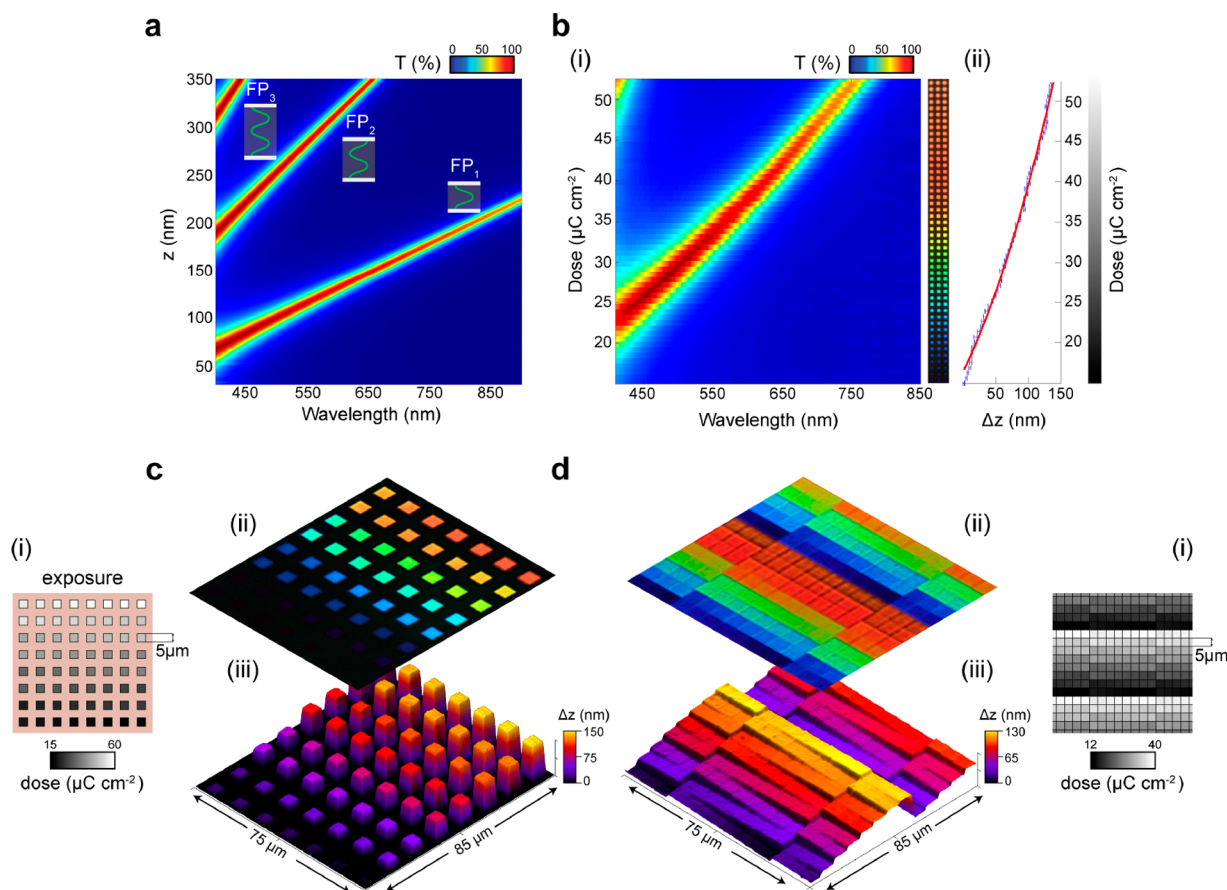 a
T (%)
0 50 100
FP3
FP2
FP1
350
300
250
200
150
100
50
z (nm)
450 550 650 750 850
Wavelength (nm)
b
(i)
T (%)
0 50 100
50
45
40
35
30
25
20
Dose (µC cm-2)
450 550 650 750 850
Wavelength (nm)
(ii)
50 100 150
Δz (nm)
50
45
40
35
30
25
20
Dose (µC cm-2)
c
(i)
exposure
5µm
15 60
dose (µC cm-2)
(ii)
(iii)
Δz (nm)
150
75
0
75 µm
85 µm
d
(ii)
(iii)
Δz (nm)
130
65
0
75 µm
85 µm
(i)
5µm
12 40
dose (µC cm-2)